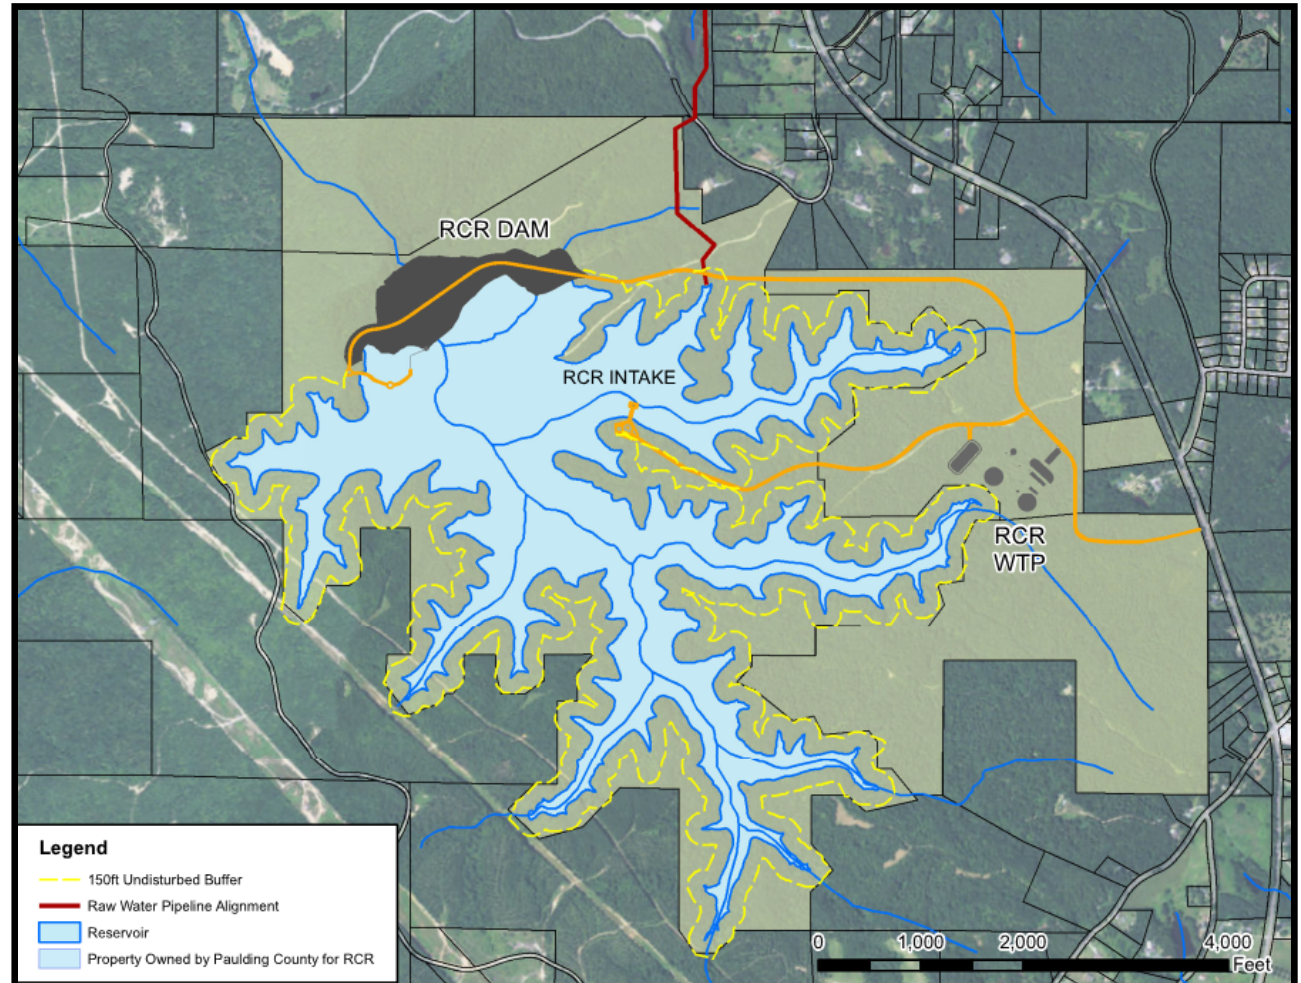 RCR DAM
RCR INTAKE
RCR
WTP
Legend
150ft Undisturbed Buffer
Raw Water Pipeline Alignment
Reservoir
Property Owned by Paulding County for RCR
0 1,000 2,000 4,000
Feet